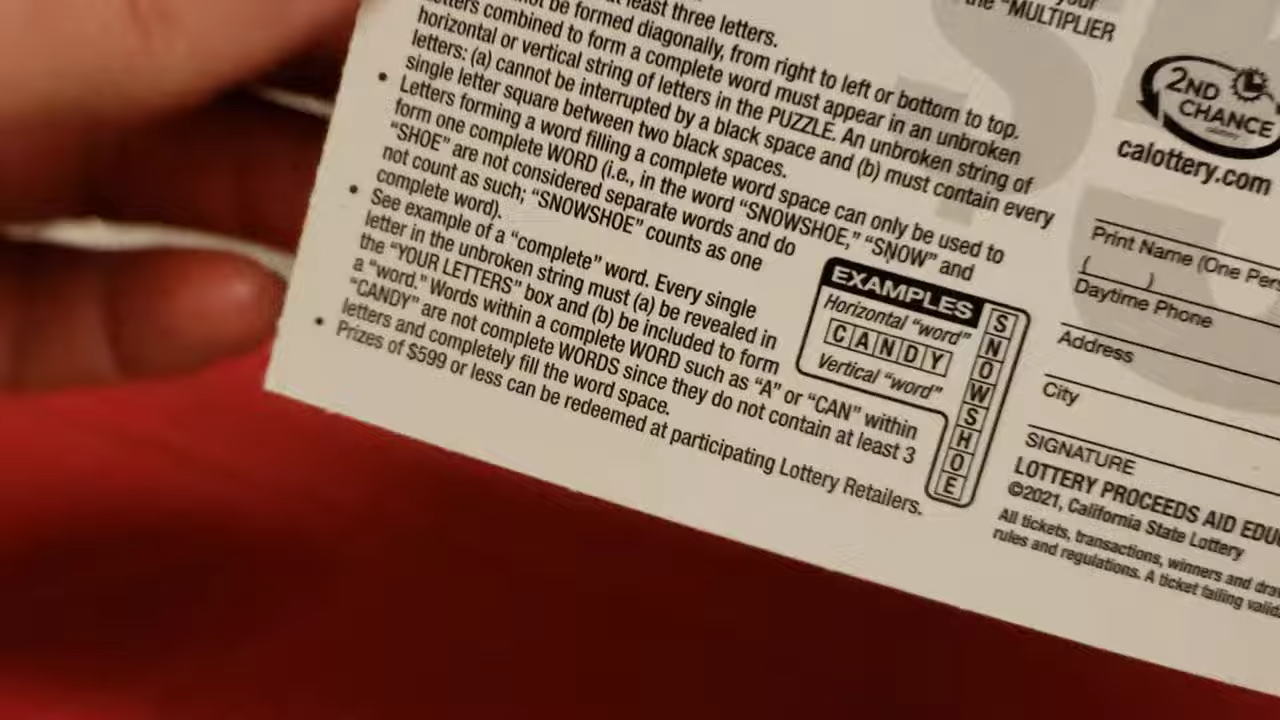 least three letters.
be formed diagonally, from right to left or bottom to top.
combined to form a complete word must appear in an unbroken
horizontal or vertical string of letters in the PUZZLE. An unbroken string of
letters: (a) cannot be interrupted by a black space and (b) must contain every
single letter square between two black spaces.
• Letters forming a word filling a complete word space can only be used to
form one complete WORD (i.e., in the word "SNOWSHOE," "SNOW" and
"SHOE" are not considered separate words and do
not count as such; "SNOWSHOE" counts as one
complete word).
• See example of a "complete" word. Every single
letter in the unbroken string must (a) be revealed in
the "YOUR LETTERS" box and (b) be included to form
a "word." Words within a complete WORD such as "A" or "CAN" within
"CANDY" are not complete WORDS since they do not contain at least 3
letters and completely fill the word space.
• Prizes of $599 or less can be redeemed at participating Lottery Retailers.
EXAMPLES
Horizontal "word"
CANDY
Vertical "word"
SNOWSHOE
the "MULTIPLIER
2ND
CHANCE
calottery.com
Print Name (One
( )
Daytime Phone
Address
City
SIGNATURE
LOTTERY PROCEEDS AID
©2021, California State Lottery
All tickets, transactions, winners and
rules and regulations. A ticket failing